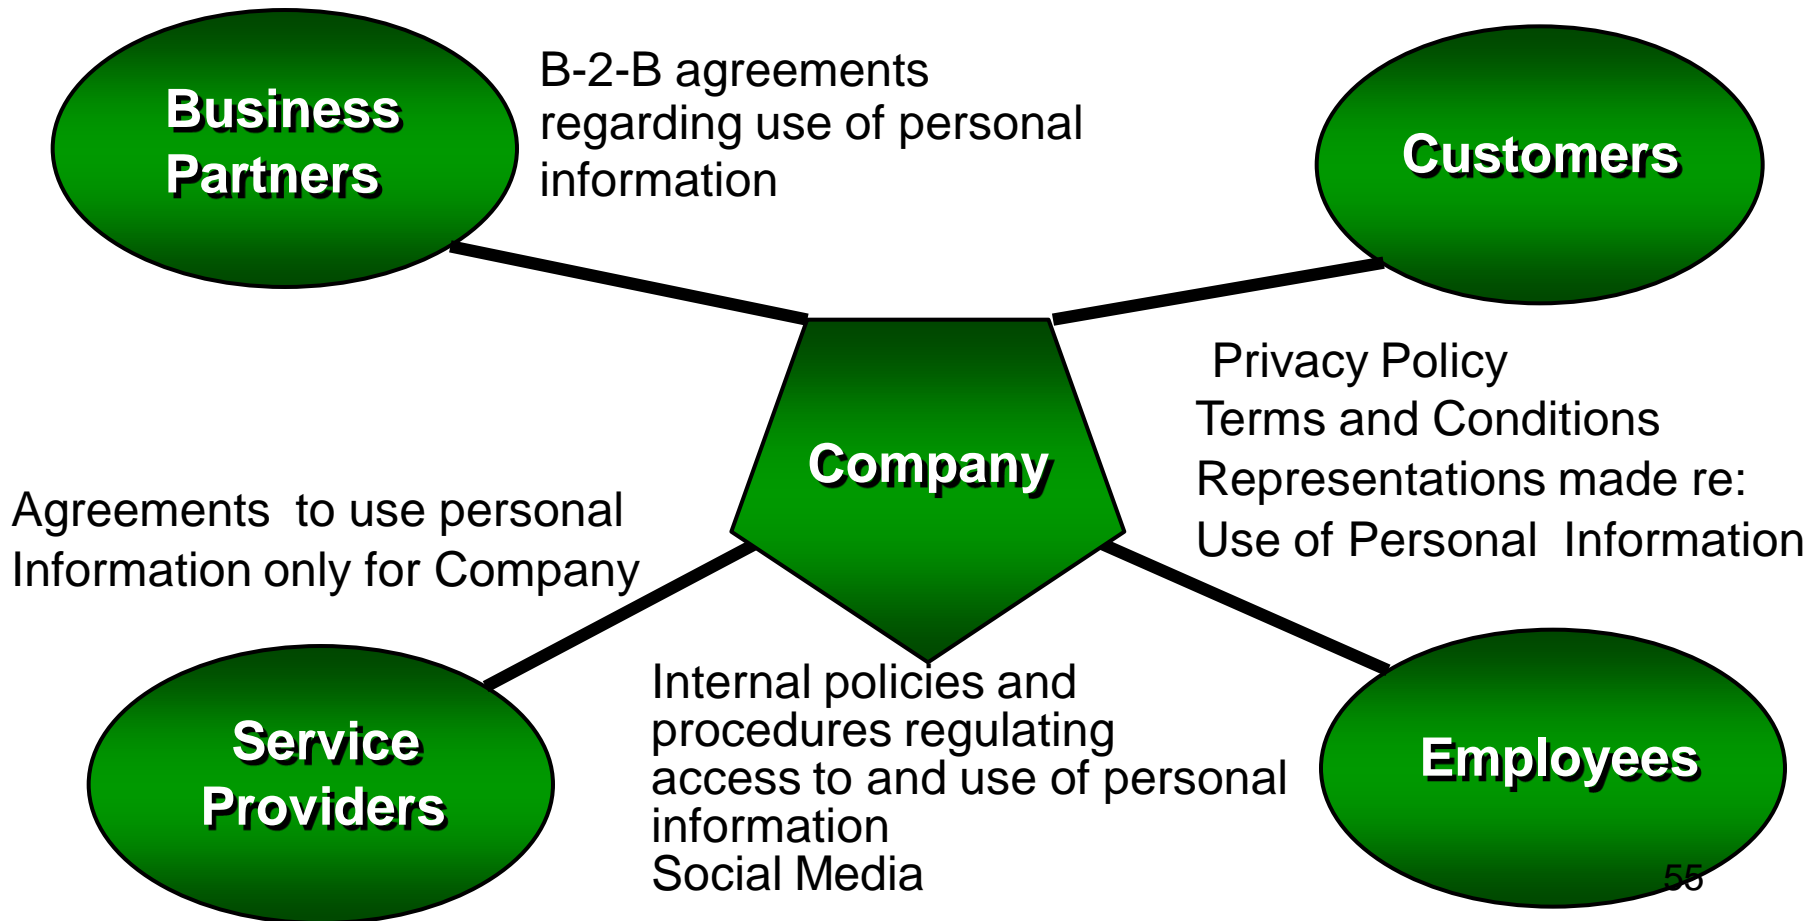 Business
Partners
B-2-B agreements
regarding use of personal
information
Customers
Privacy Policy
Terms and Conditions
Representations made re:
Use of Personal Information
Company
Agreements to use personal
Information only for Company
Service
Providers
Internal policies and
procedures regulating
access to and use of personal
information
Social Media
Employees
55